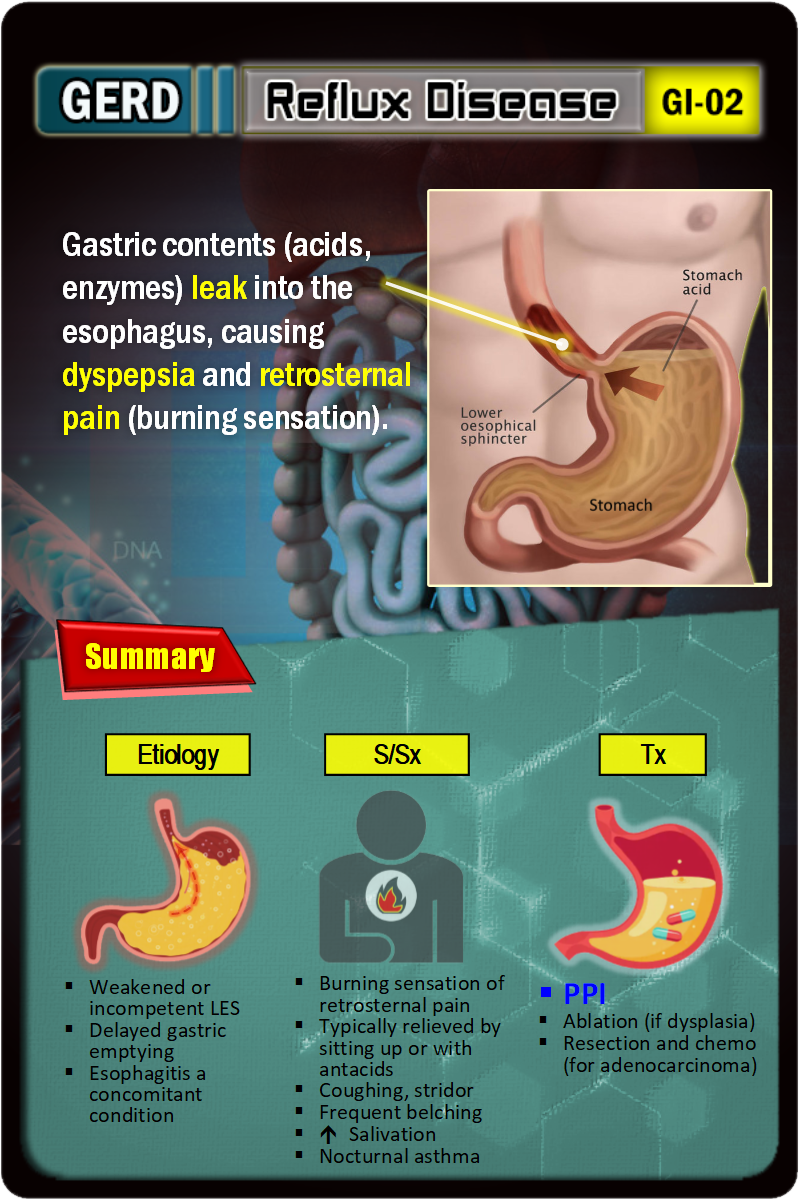 GERD
Reflux Disease
GI-02
Gastric contents (acids,
enzymes) leak into the
esophagus, causing
dyspepsia and retrosternal
pain (burning sensation).
Stomach
acid
Lower
oesophical
sphincter
Stomach
DNA
Summary
Etiology
▪ Weakened or
incompetent LES
▪ Delayed gastric
emptying
▪ Esophagitis a
concomitant
condition
S/Sx
▪ Burning sensation of
retrosternal pain
▪ Typically relieved by
sitting up or with
antacids
▪ Coughing, stridor
▪ Frequent belching
▪ ↑ Salivation
▪ Nocturnal asthma
Tx
▪ PPI
▪ Ablation (if dysplasia)
▪ Resection and chemo
(for adenocarcinoma)